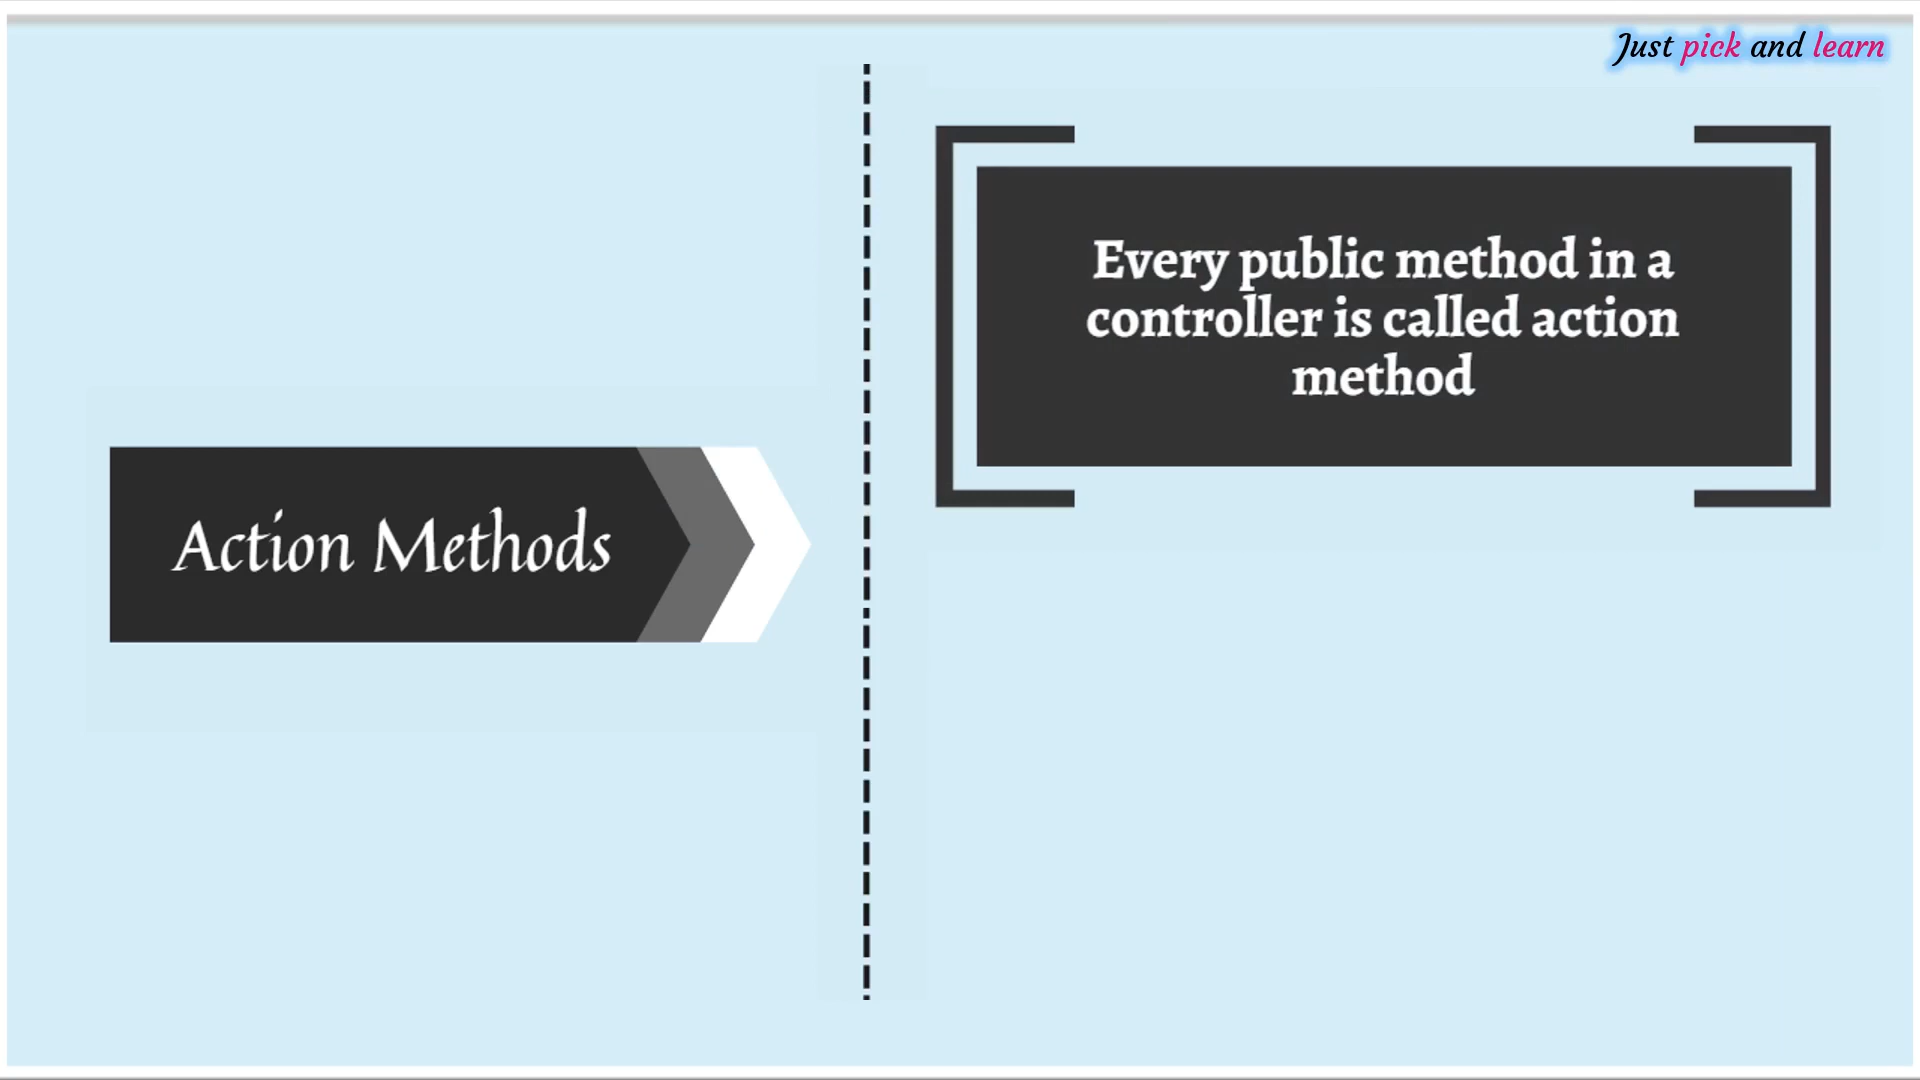 Just pick and learn
Every public method in a
controller is called action
method
Action Methods